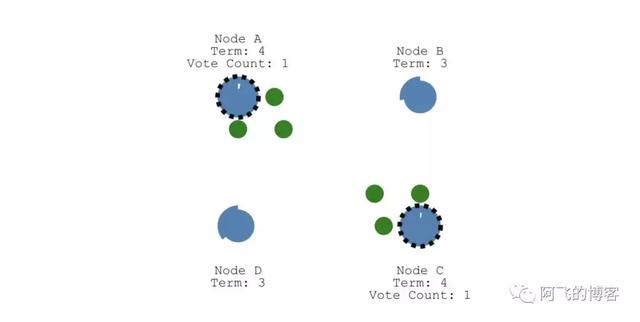 Node A
Term: 4
Vote Count: 1
Node B
Term: 3
Node D
Term: 3
Node C
Term: 4
Vote Count: 1
阿飞的博客